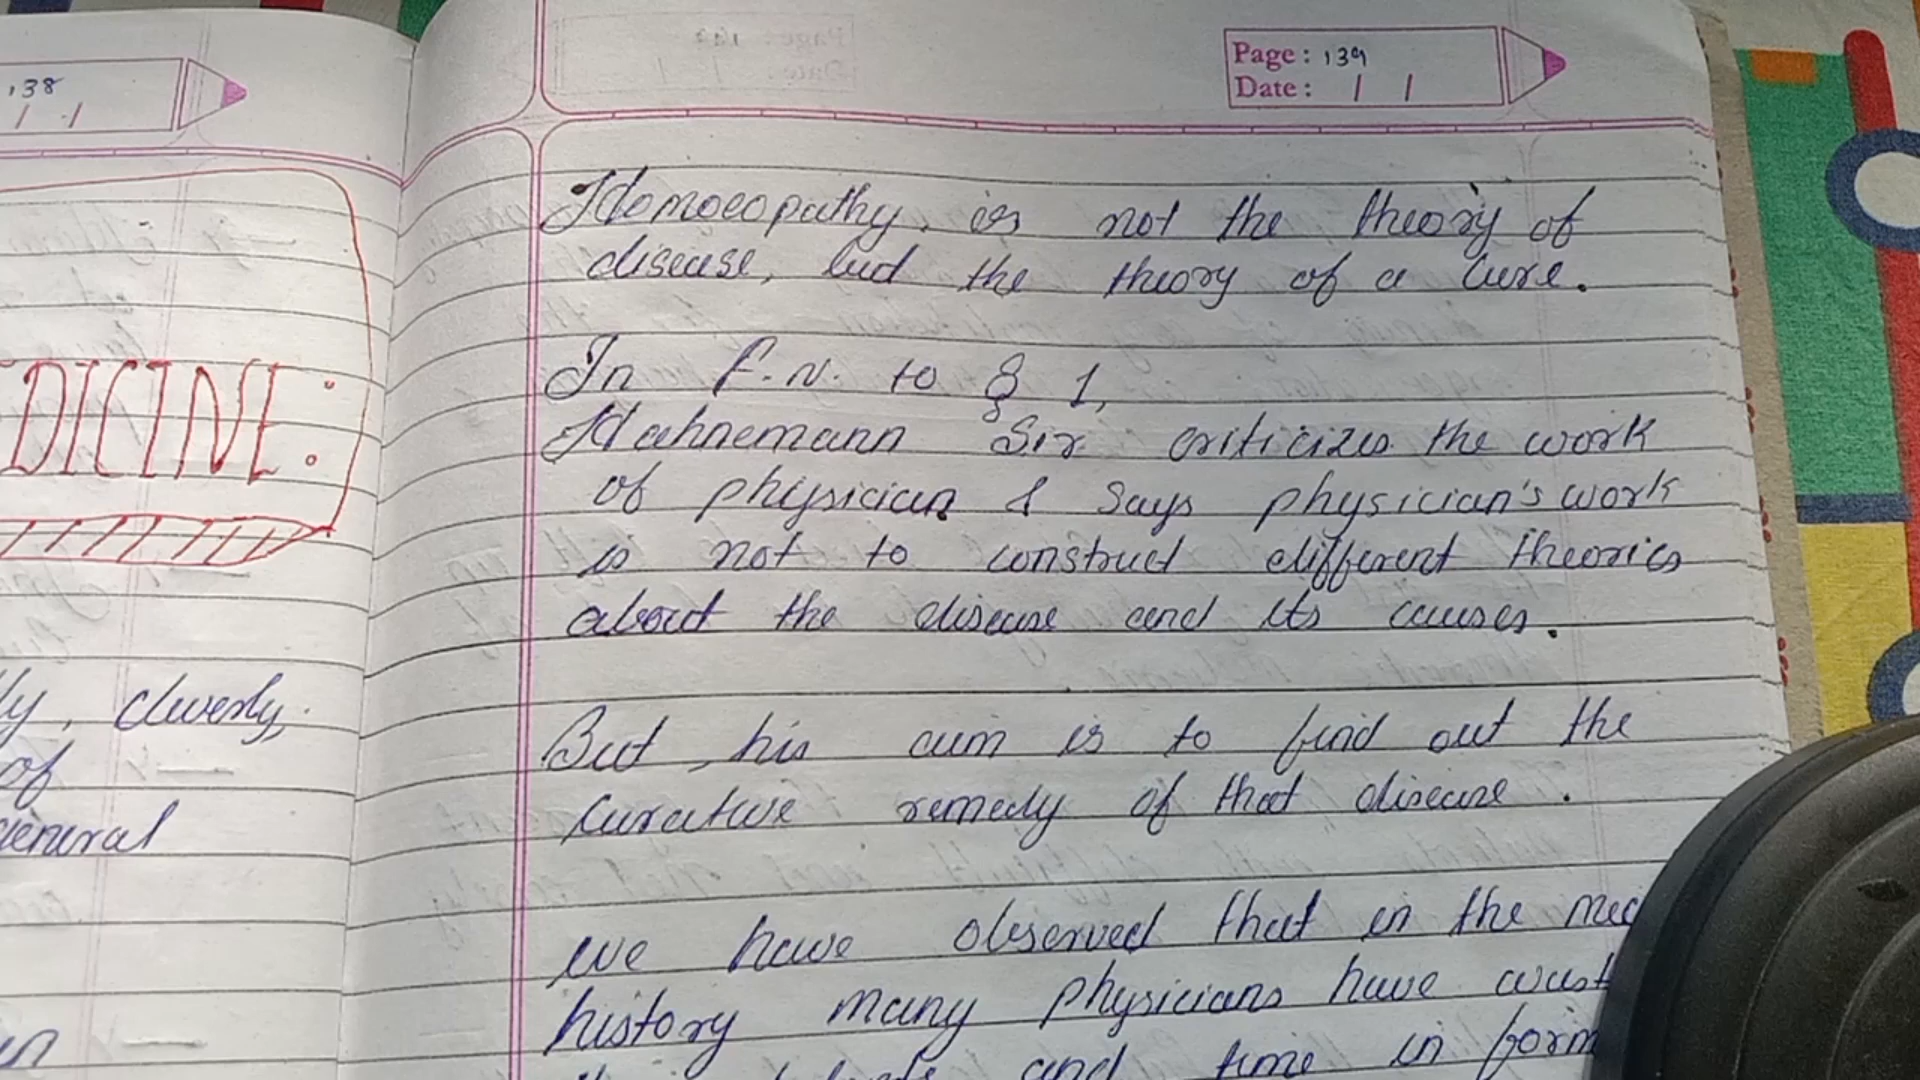 138
DICINE:
ly, cleverly,
of
general
Page: 139
Date: / /
Homoeopathy is not the theory of
disease, but the theory of a cure.
In F.N. to § 1,
Hahnemann Sir criticizes the work
of physician & says physician's work
is not to construct different theories
about the disease and its causes.
But, his aim is to find out the
curative remedy of that disease.
we have observed that in the med
history many physicians have wast
and time in form